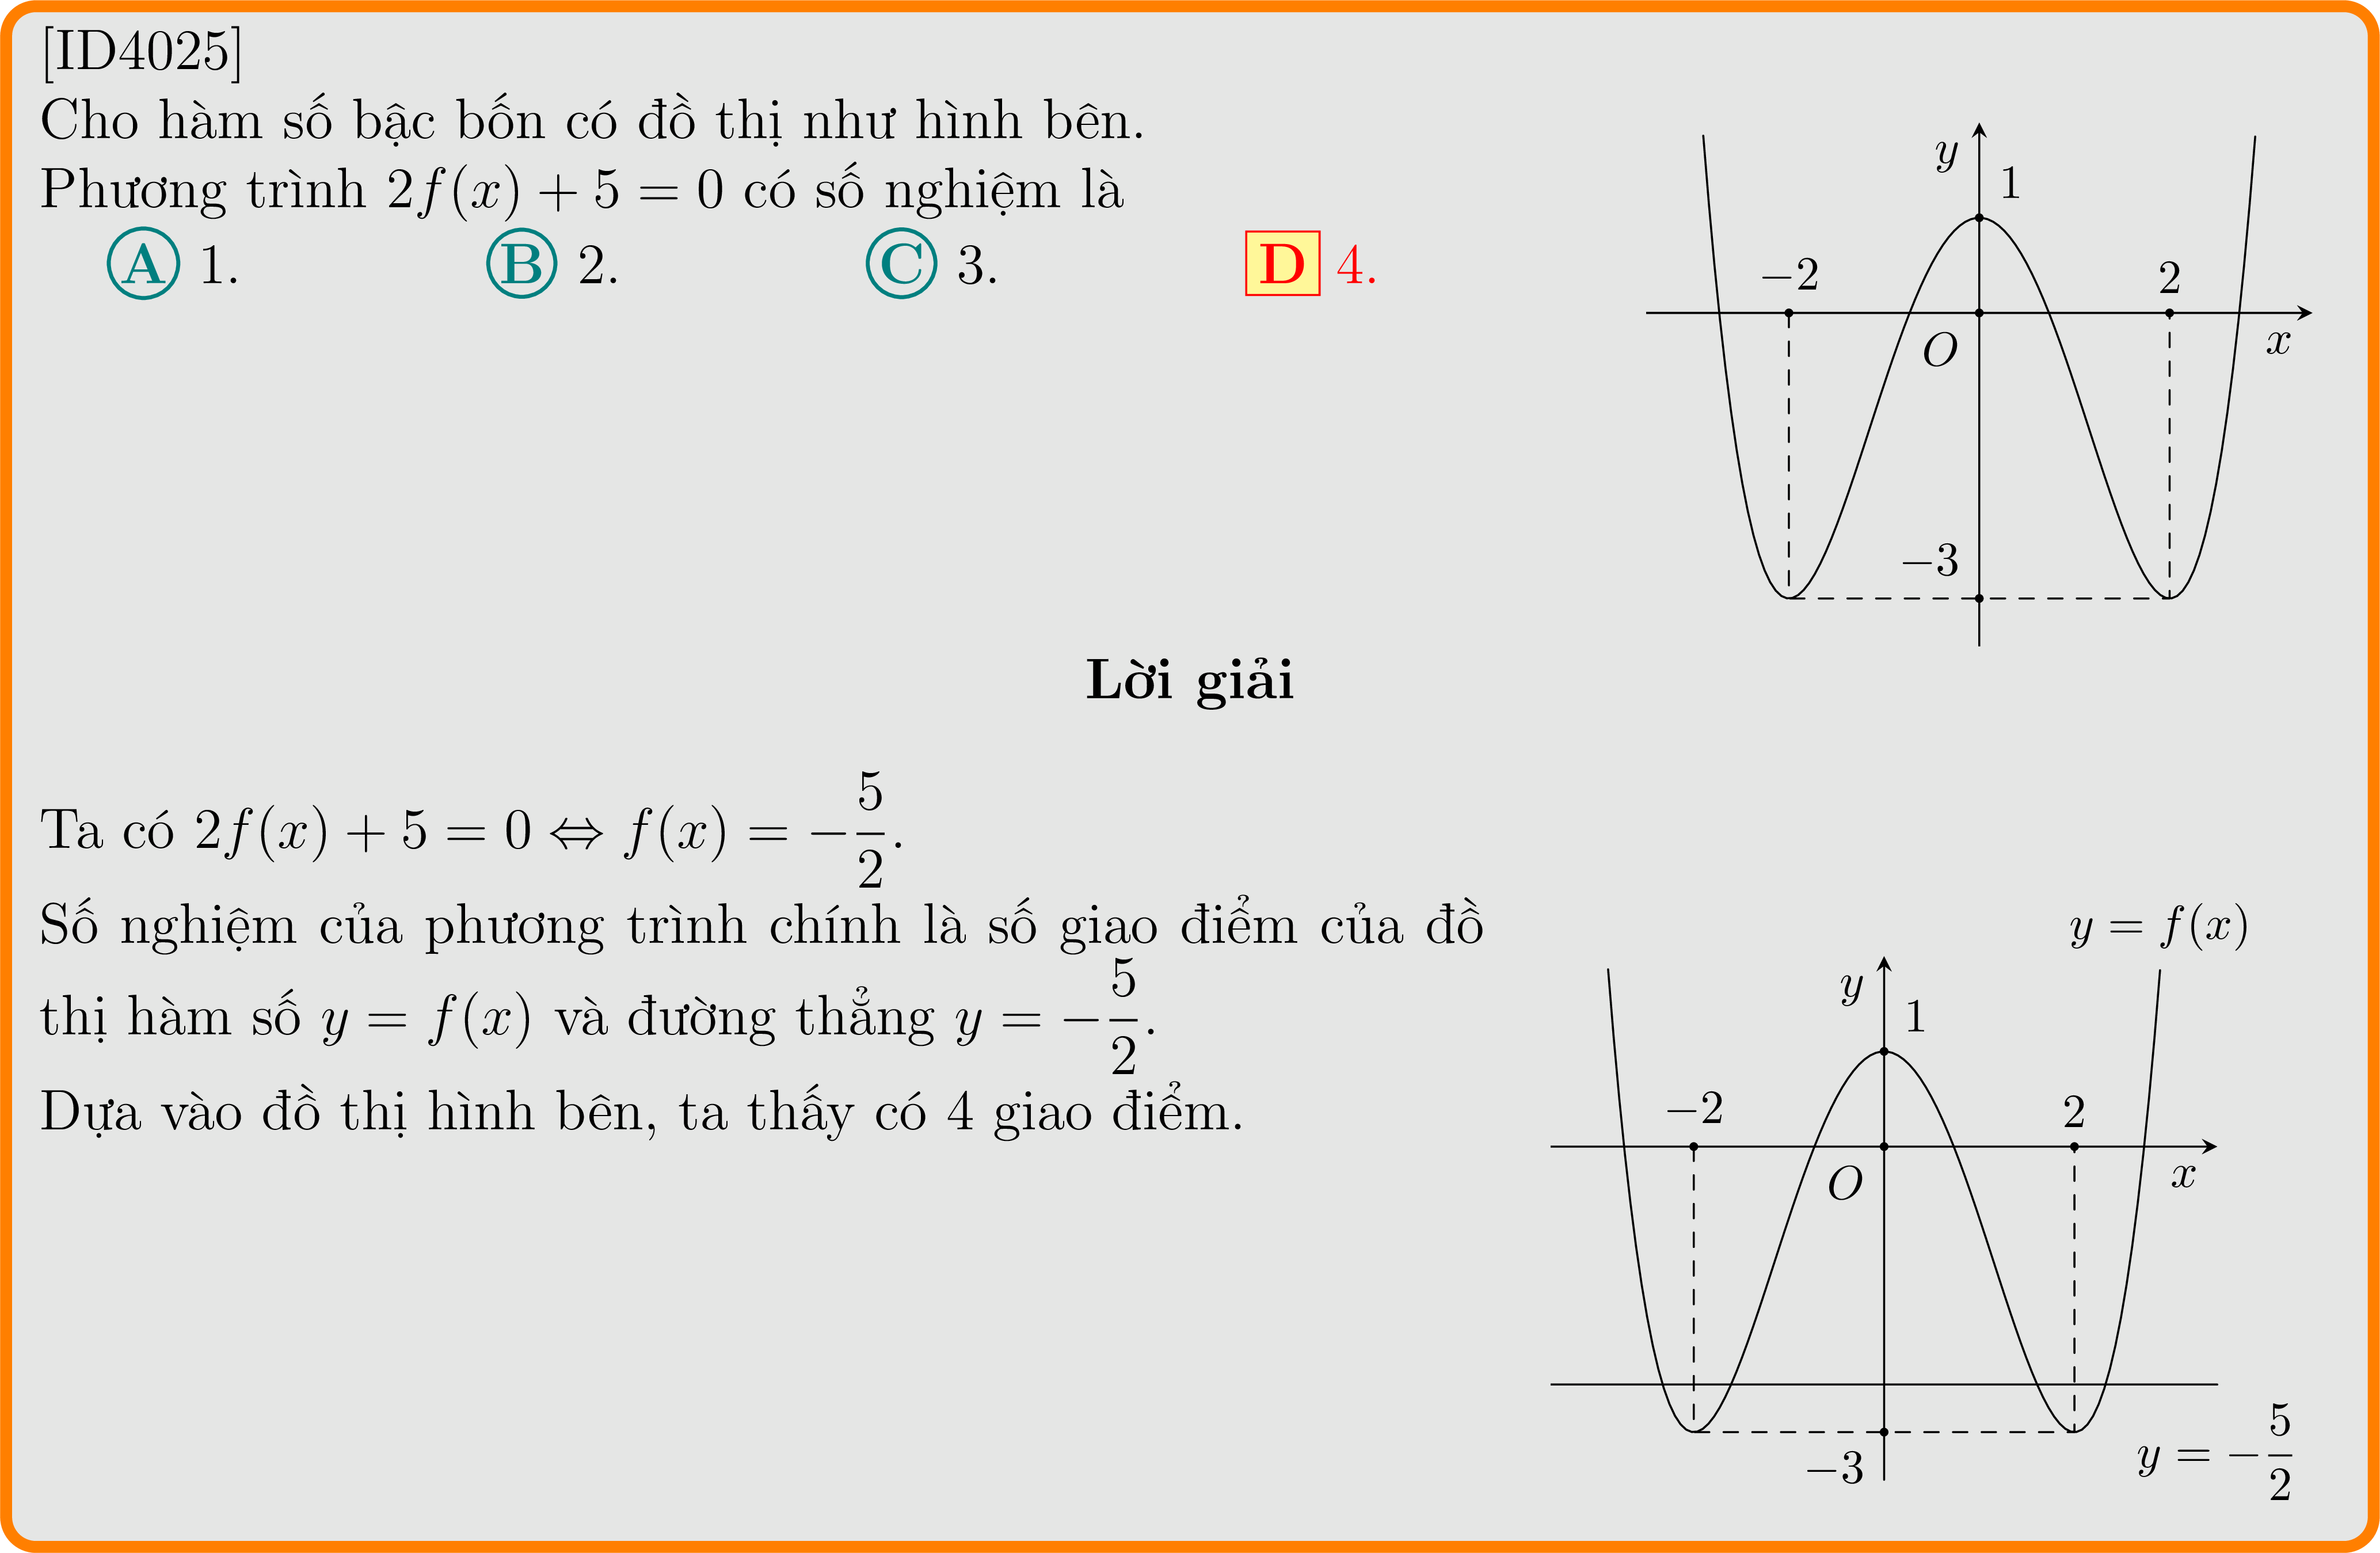 [ID4025]
Cho hàm số bậc bốn có đồ thị như hình bên.
Phương trình 2f(x) + 5 = 0 có số nghiệm là
A 1. B 2. C 3. D 4.
y
1
−2
2
O
x
−3
Lời giải
Ta có 2f(x) + 5 = 0 ⇔ f(x) = −5/2.
Số nghiệm của phương trình chính là số giao điểm của đồ
thị hàm số y = f(x) và đường thẳng y = −5/2.
Dựa vào đồ thị hình bên, ta thấy có 4 giao điểm.
y = f(x)
y
1
−2
2
O
x
−3
y = −5/2